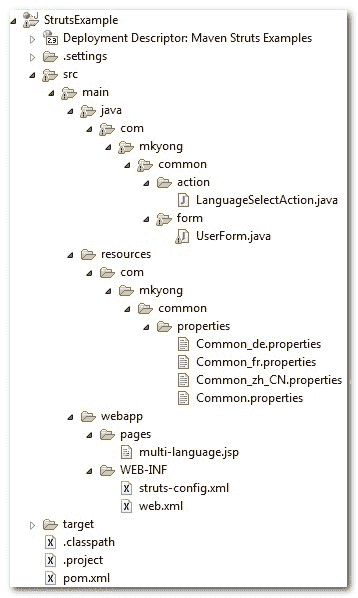 StrutsExample
Deployment Descriptor: Maven Struts Examples
.settings
src
main
java
com
mkyong
common
action
LanguageSelectAction.java
form
UserForm.java
resources
com
mkyong
common
properties
Common_de.properties
Common_fr.properties
Common_zh_CN.properties
Common.properties
webapp
pages
multi-language.jsp
WEB-INF
struts-config.xml
web.xml
target
.classpath
.project
pom.xml